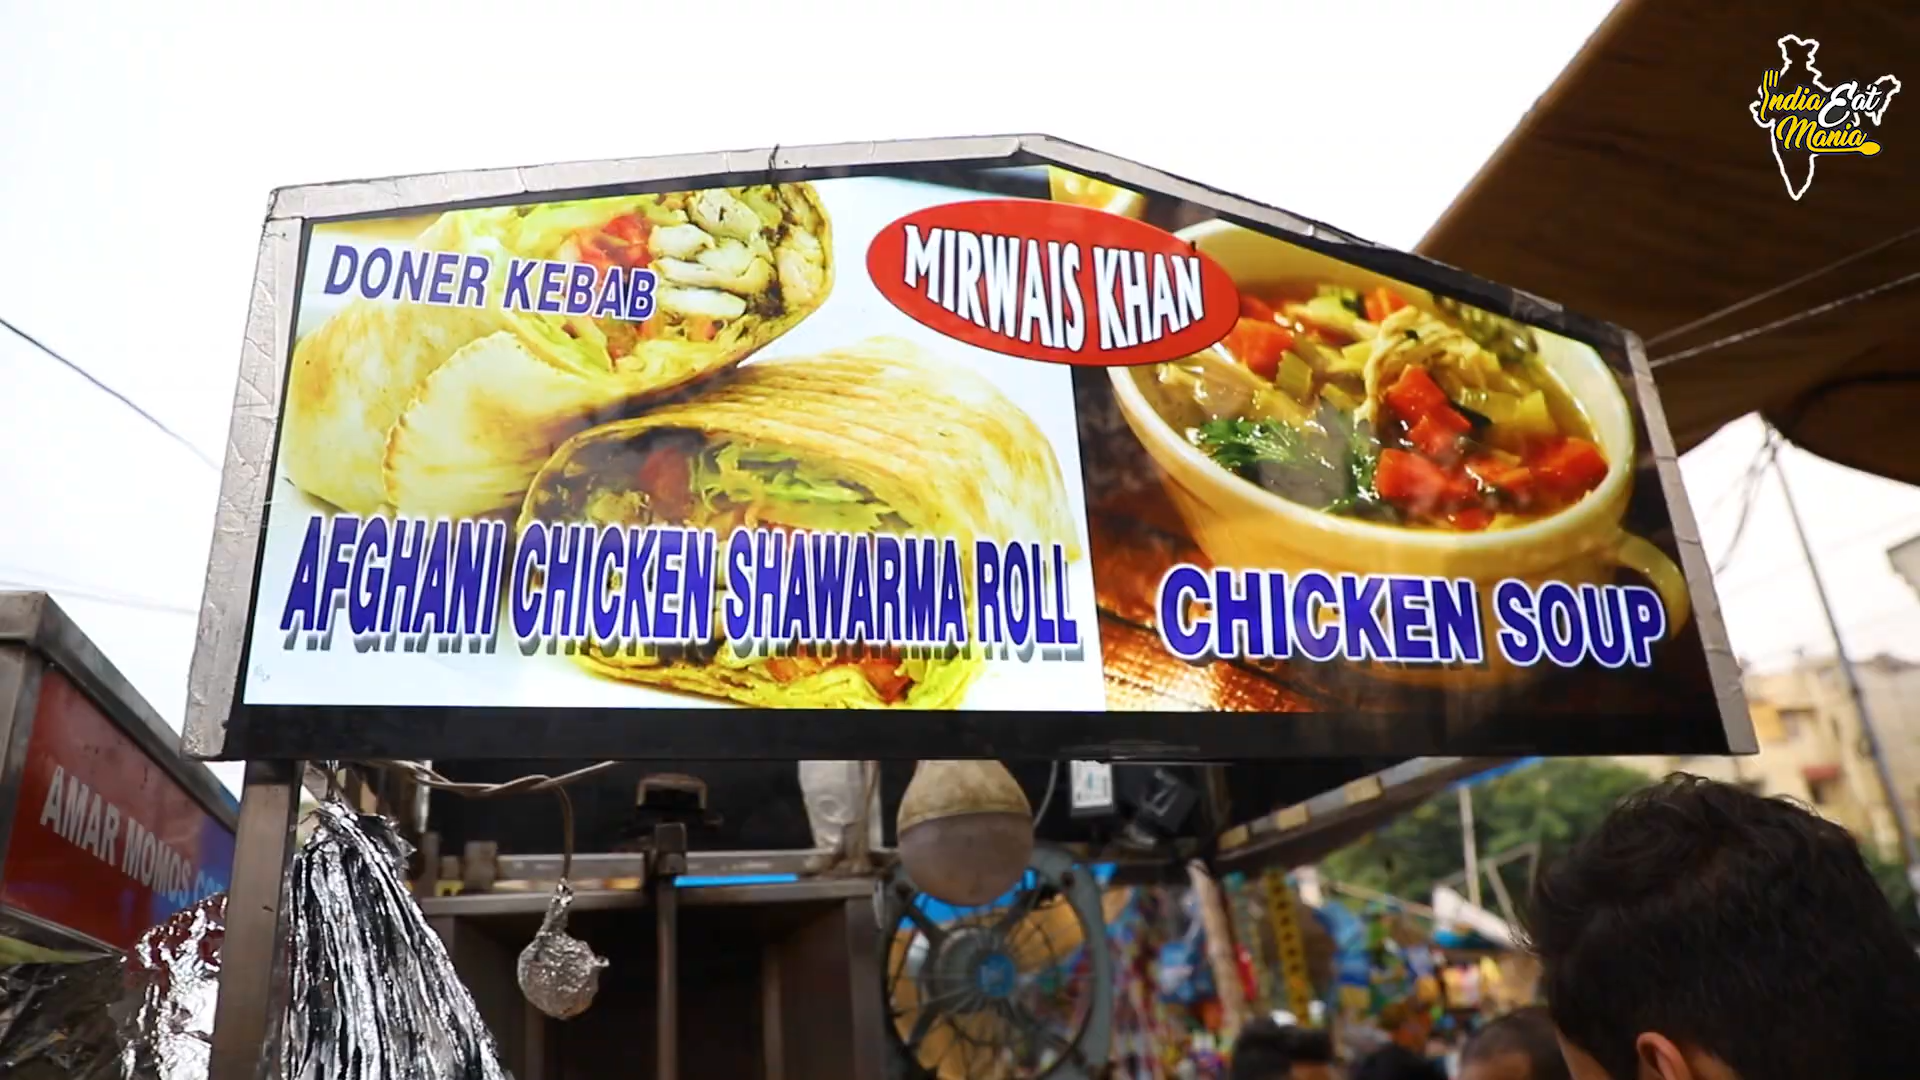 India Eat
Mania
MIRWAIS KHAN
DONER KEBAB
AFGHANI CHICKEN SHAWARMA ROLL
CHICKEN SOUP
AMAR MOMOS